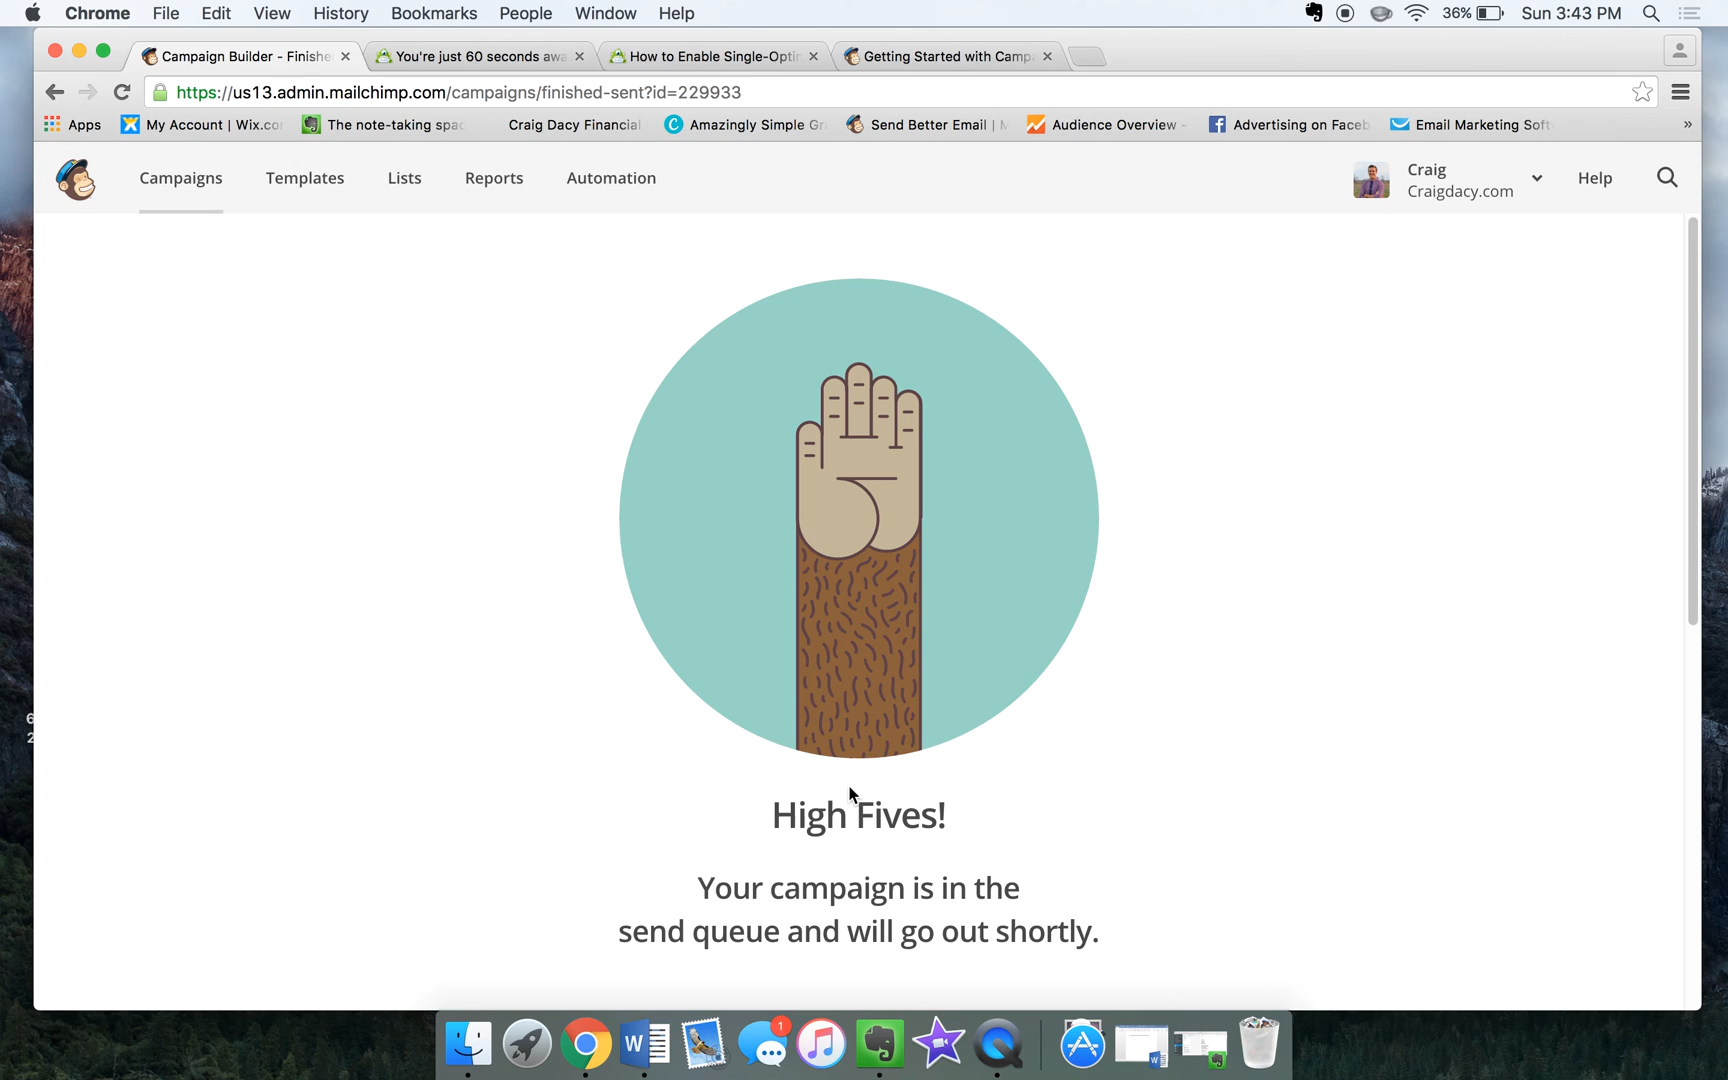 Chrome File Edit View History Bookmarks People Window Help 36% Sun 3:43 PM
Campaign Builder - Finishe You're just 60 seconds awa How to Enable Single-Optin Getting Started with Camp
https://us13.admin.mailchimp.com/campaigns/finished-sent?id=229933
Apps My Account | Wix.co The note-taking spac Craig Dacy Financial Amazingly Simple Gr Send Better Email | M Audience Overview - Advertising on Faceb Email Marketing Soft »
Campaigns Templates Lists Reports Automation Craig Help
Craigdacy.com
High Fives!
Your campaign is in the
send queue and will go out shortly.
6
2
1
W